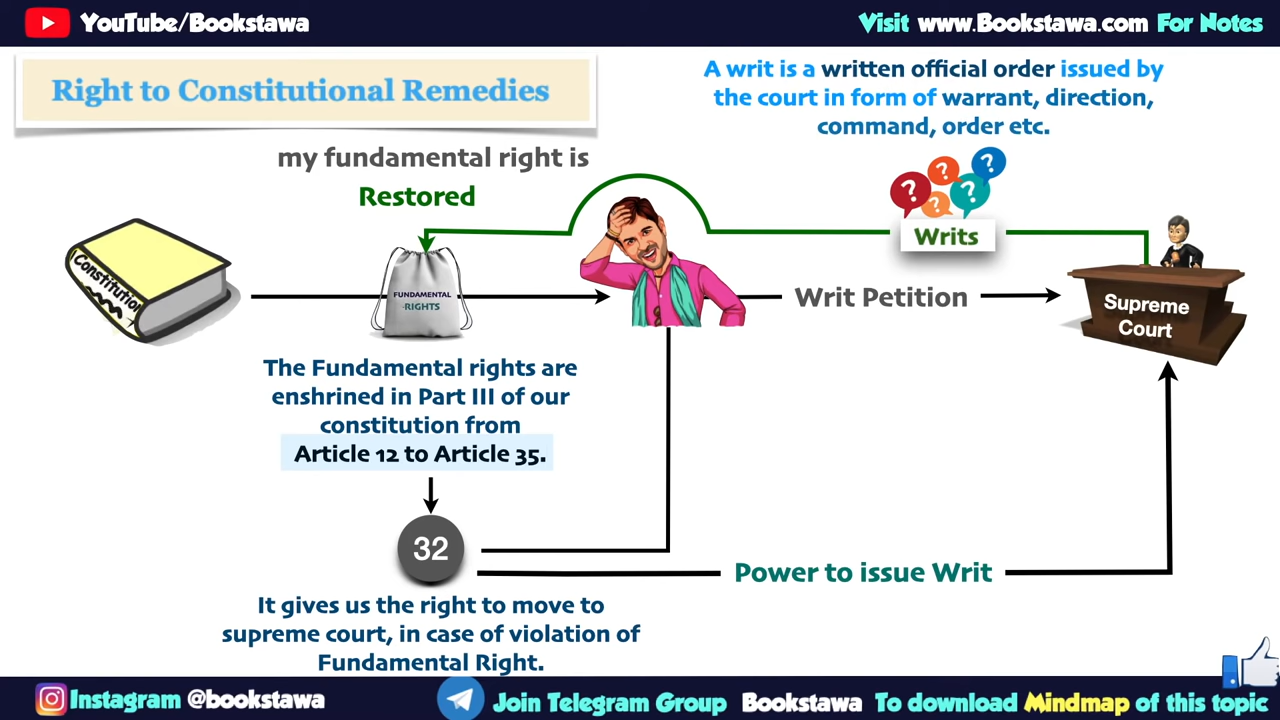 YouTube/Bookstawa
Visit www.Bookstawa.com For Notes
Right to Constitutional Remedies
A writ is a written official order issued by
the court in form of warrant, direction,
command, order etc.
my fundamental right is
Restored
Writs
Constitution
FUNDAMENTAL
RIGHTS
Writ Petition
Supreme
Court
The Fundamental rights are
enshrined in Part III of our
constitution from
Article 12 to Article 35.
32
Power to issue Writ
It gives us the right to move to
supreme court, in case of violation of
Fundamental Right.
Instagram @bookstawa
Join Telegram Group Bookstawa To download Mindmap of this topic